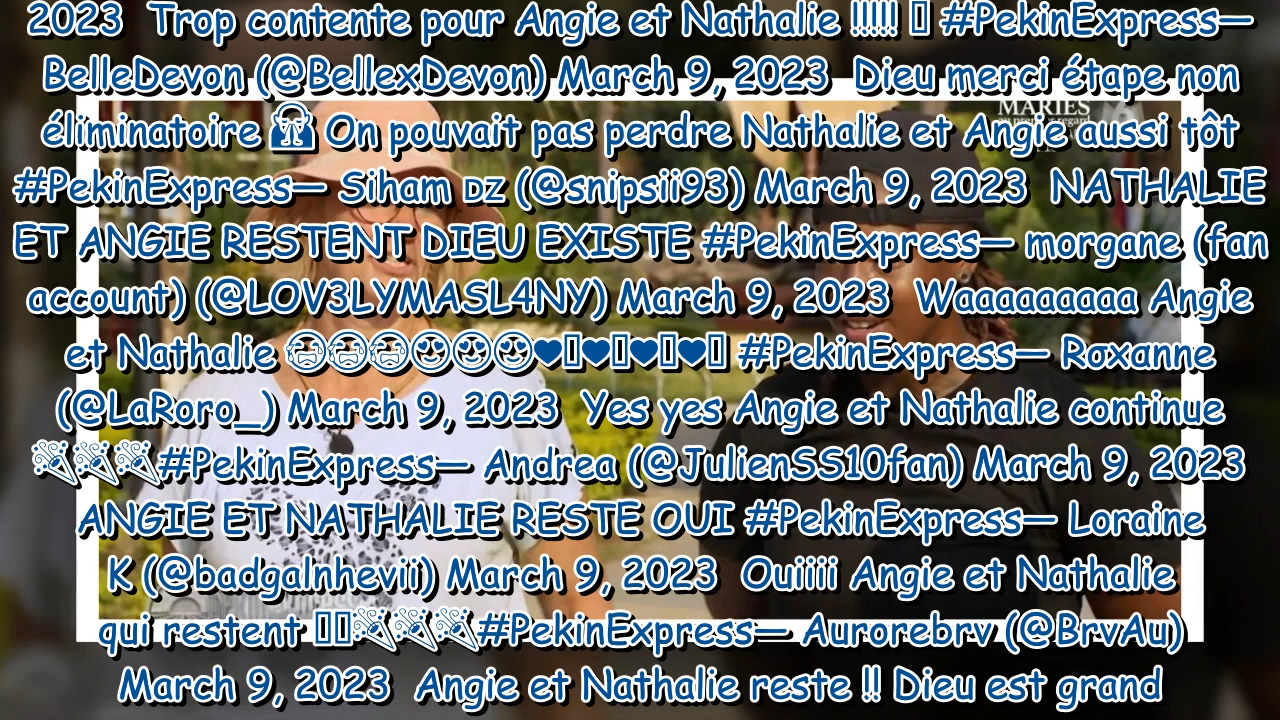 2023 Trop contente pour Angie et Nathalie !!!!! #PekinExpress—
BelleDevon (@BellexDevon) March 9, 2023 Dieu merci étape non
éliminatoire On pouvait pas perdre Nathalie et Angie aussi tôt
#PekinExpress— Siham DZ (@snipsii93) March 9, 2023 NATHALIE
ET ANGIE RESTENT DIEU EXISTE #PekinExpress— morgane (fan
account) (@LOV3LYMASL4NY) March 9, 2023 Waaaaaaaaa Angie
et Nathalie 😭😭😭😍😍😍♥♥♥♥ #PekinExpress— Roxanne
(@LaRoro_) March 9, 2023 Yes yes Angie et Nathalie continue
🎉🎉🎉#PekinExpress— Andrea (@JulienSS10fan) March 9, 2023
ANGIE ET NATHALIE RESTE OUI #PekinExpress— Loraine
K (@badgalnhevii) March 9, 2023 Ouiiii Angie et Nathalie
qui restent 🎉🎉🎉#PekinExpress— Aurorebrv (@BrvAu)
March 9, 2023 Angie et Nathalie reste !! Dieu est grand
MARIES
au premier regard